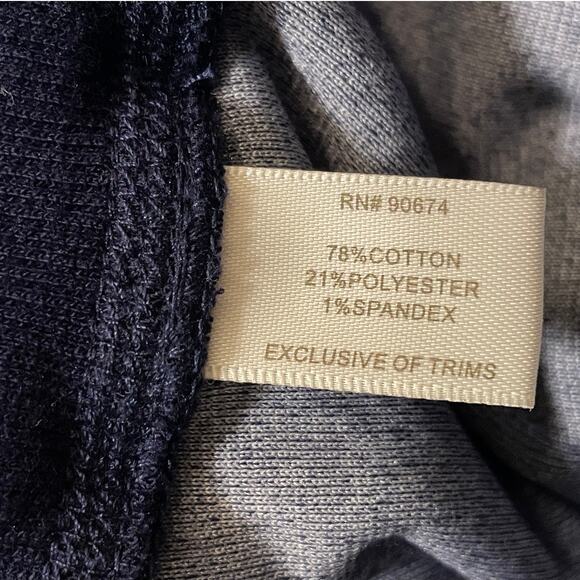 RN# 90674
78%COTTON
21%POLYESTER
1%SPANDEX
EXCLUSIVE OF TRIMS